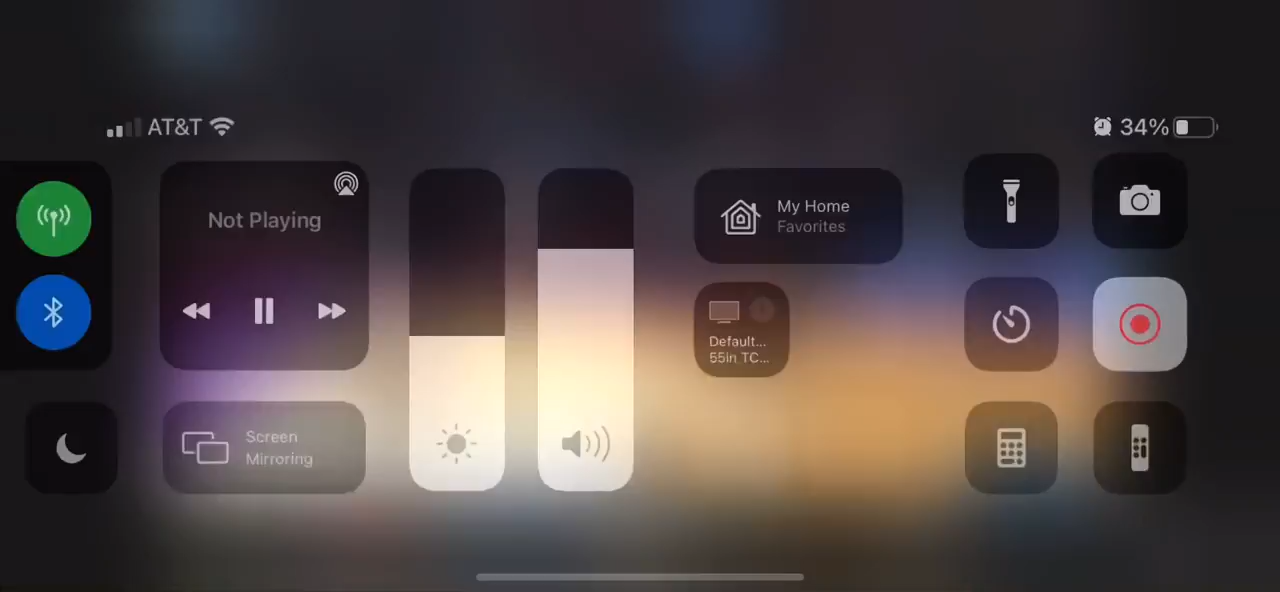 AT&T
34%
Not Playing
My Home
Favorites
Default...
55in TC...
Screen
Mirroring